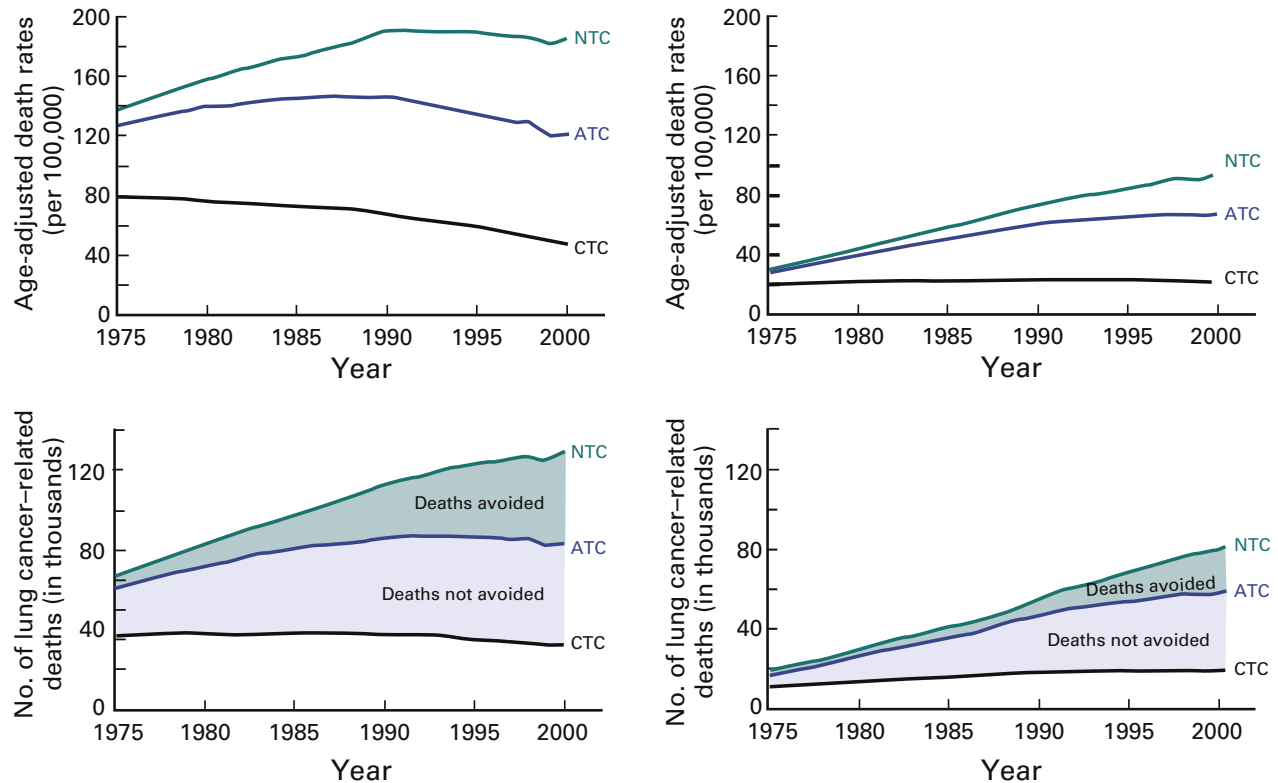 Age-adjusted death rates
(per 100,000)
200
160
120
80
40
0
NTC
ATC
CTC
1975 1980 1985 1990 1995 2000
Year
Age-adjusted death rates
(per 100,000)
200
160
120
80
40
0
NTC
ATC
CTC
1975 1980 1985 1990 1995 2000
Year
No. of lung cancer–related
deaths (in thousands)
120
80
40
0
NTC
Deaths avoided
ATC
Deaths not avoided
CTC
1975 1980 1985 1990 1995 2000
Year
No. of lung cancer–related
deaths (in thousands)
120
80
40
0
NTC
Deaths avoided
ATC
Deaths not avoided
CTC
1975 1980 1985 1990 1995 2000
Year